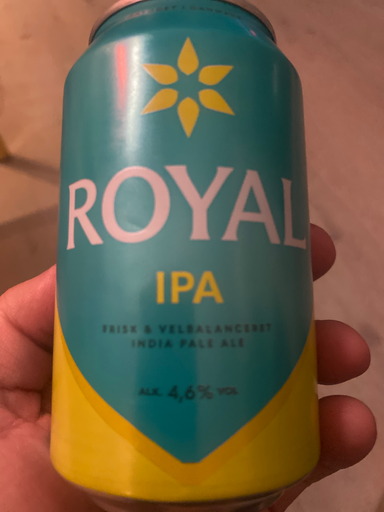 ROYAL
IPA
FRISK & VELBALANCERET
INDIA PALE ALE
ALK. 4,6% VOL